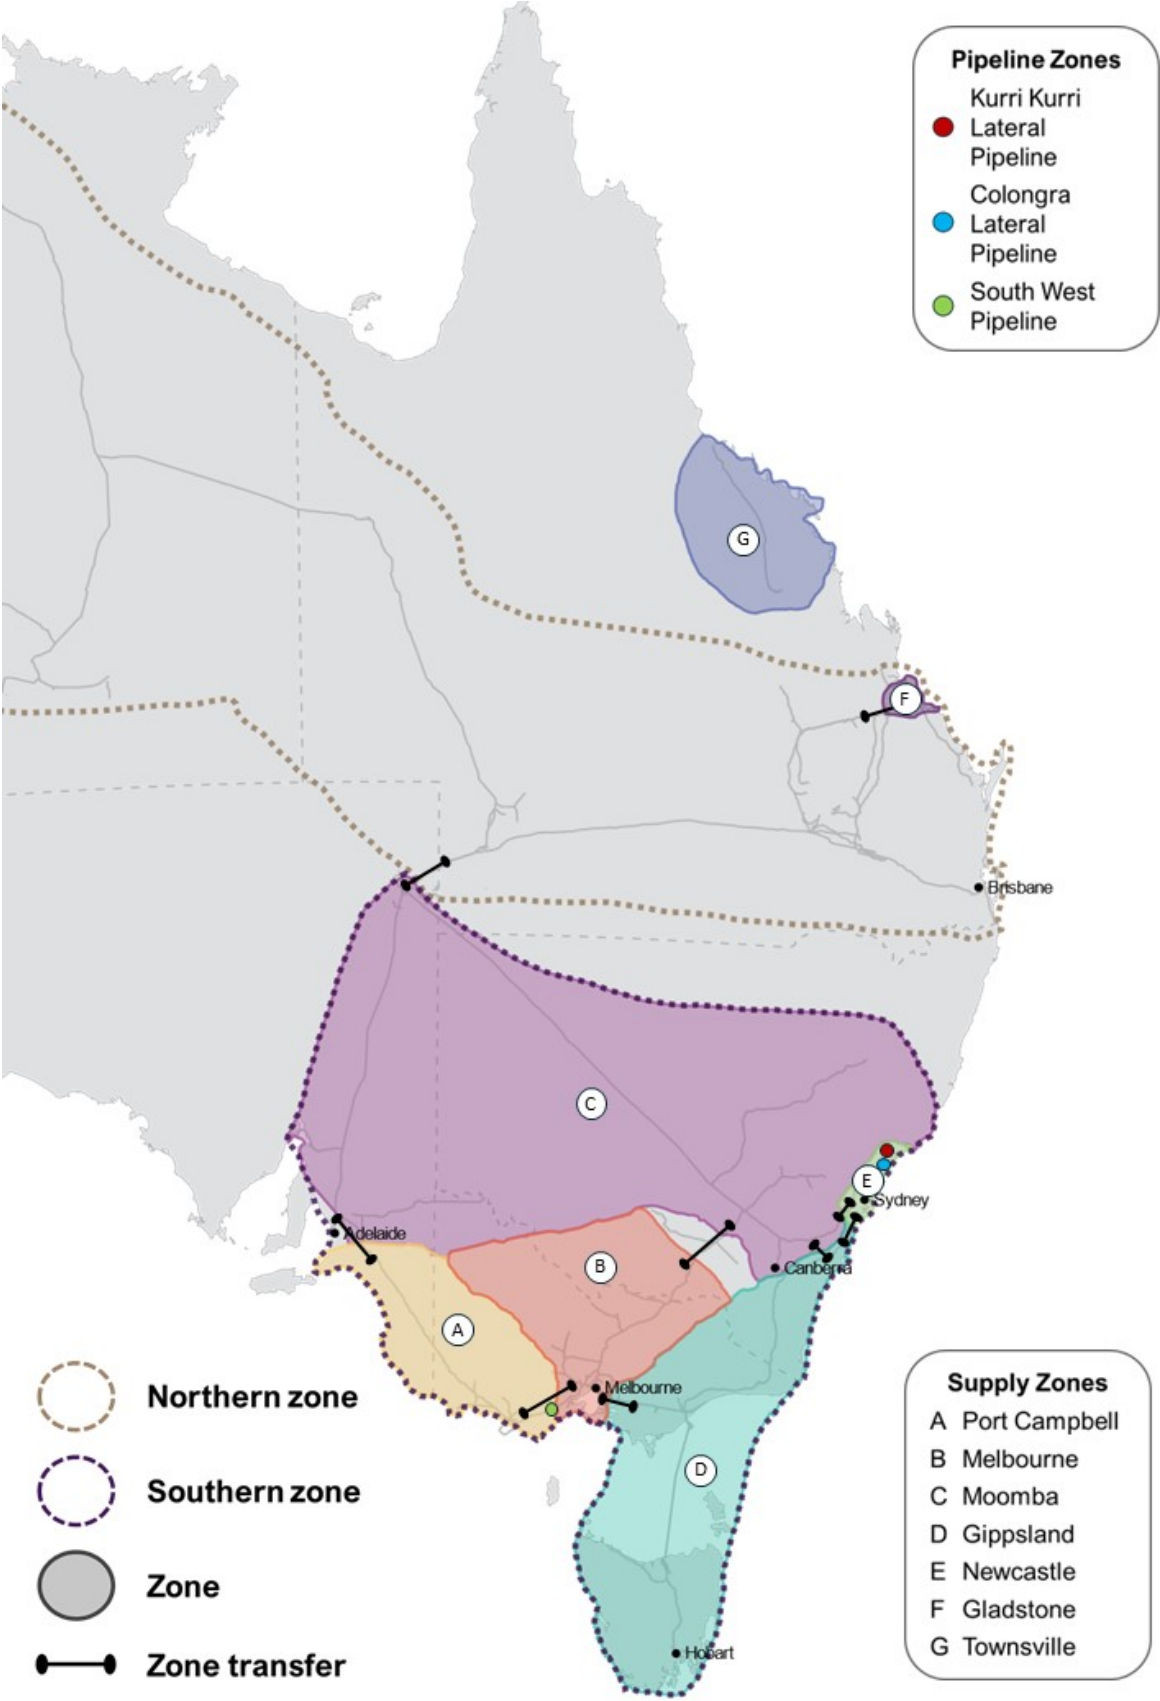 Pipeline Zones
Kurri Kurri
Lateral
Pipeline
Colongra
Lateral
Pipeline
South West
Pipeline
G
F
Brisbane
C
E
Sydney
Adelaide
B
Canberra
A
Melbourne
D
Hobart
Northern zone
Southern zone
Zone
Zone transfer
Supply Zones
A Port Campbell
B Melbourne
C Moomba
D Gippsland
E Newcastle
F Gladstone
G Townsville